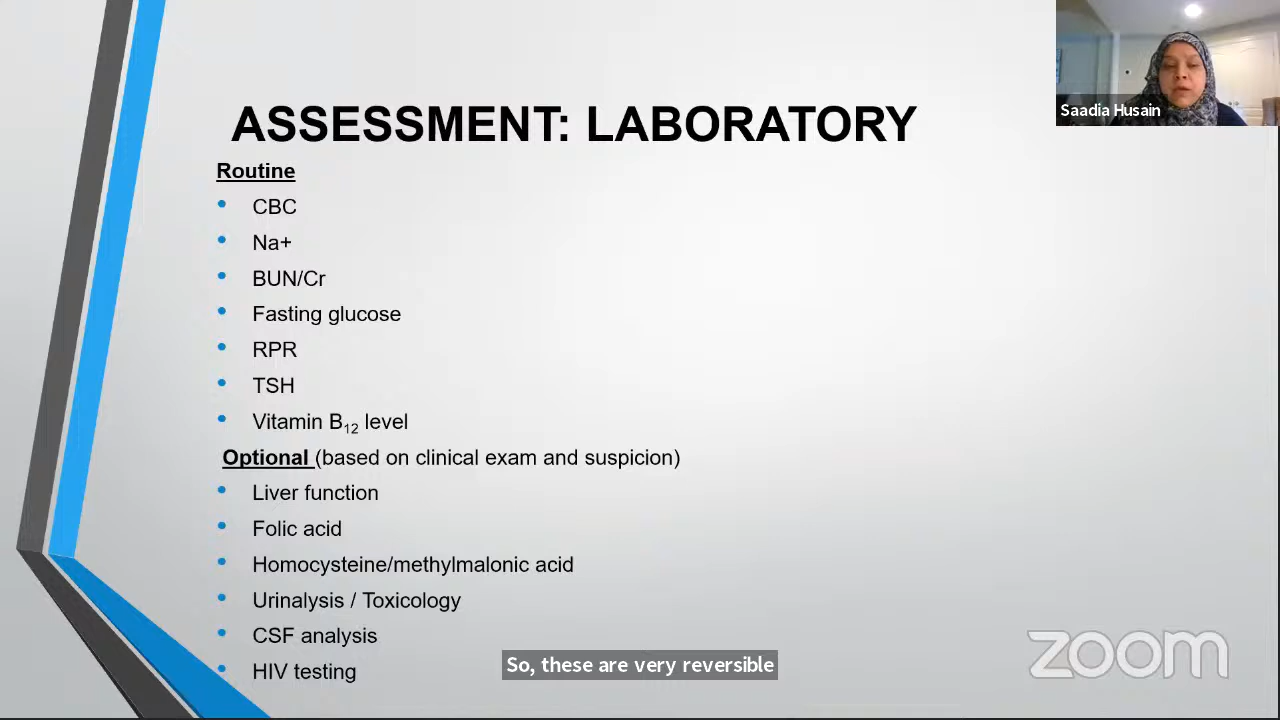 ASSESSMENT: LABORATORY
Saadia Husain
Routine
• CBC
• Na+
• BUN/Cr
• Fasting glucose
• RPR
• TSH
• Vitamin B12 level
Optional (based on clinical exam and suspicion)
• Liver function
• Folic acid
• Homocysteine/methylmalonic acid
• Urinalysis / Toxicology
• CSF analysis
• HIV testing
So, these are very reversible
zoom